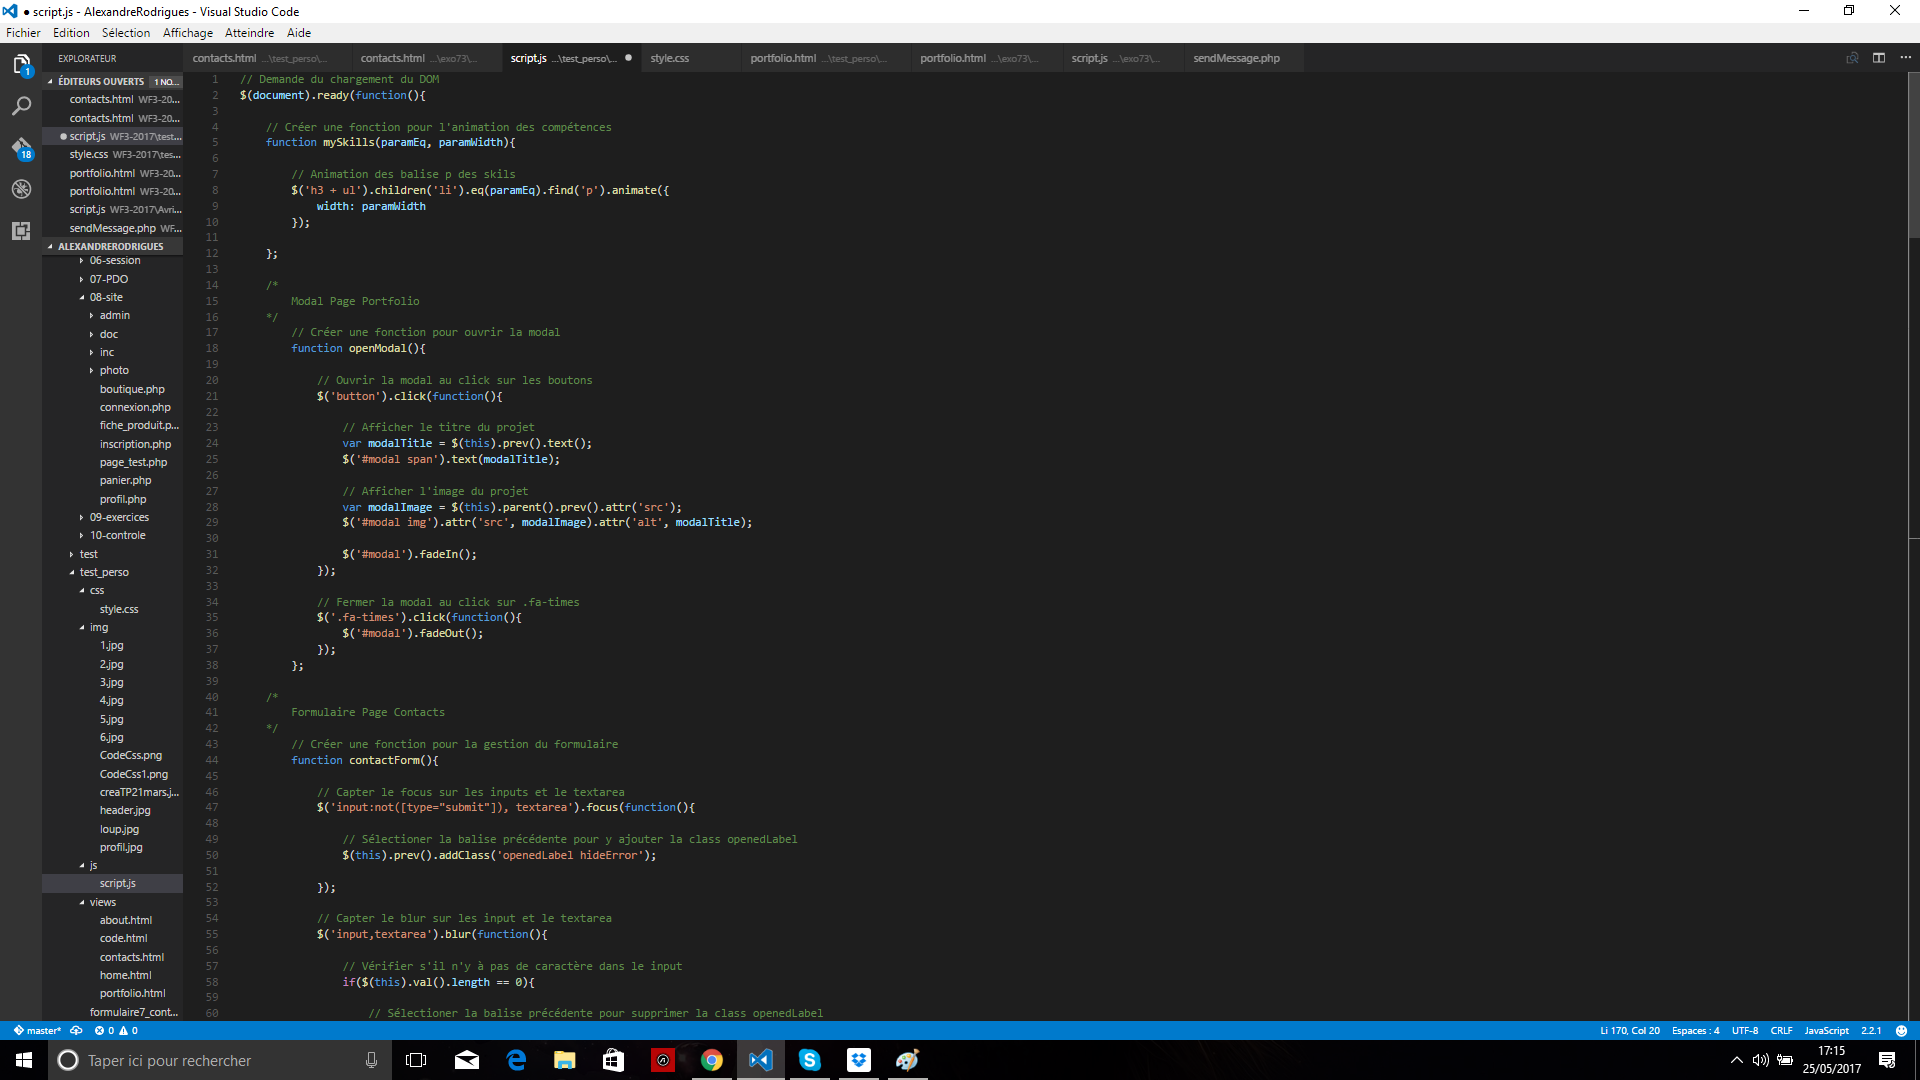 ● script.js - AlexandreRodrigues - Visual Studio Code
Fichier Edition Sélection Affichage Atteindre Aide
EXPLORATEUR
contacts.html ...\test_perso\... contacts.html ...\exo73\... script.js ...\test_perso\... ● style.css portfolio.html ...\test_perso\... portfolio.html ...\exo73\... script.js ...\exo73\... sendMessage.php
1
18
ÉDITEURS OUVERTS 1 NO...
contacts.html WF3-20...
contacts.html WF3-20...
● script.js WF3-2017\test...
style.css WF3-2017\tes...
portfolio.html WF3-20...
portfolio.html WF3-20...
script.js WF3-2017\Avri...
sendMessage.php WF...
ALEXANDRERODRIGUES
06-session
07-PDO
08-site
admin
doc
inc
photo
boutique.php
connexion.php
fiche_produit.p...
inscription.php
page_test.php
panier.php
profil.php
09-exercices
10-controle
test
test_perso
css
style.css
img
1.jpg
2.jpg
3.jpg
4.jpg
5.jpg
6.jpg
CodeCss.png
CodeCss1.png
creaTP21mars.j...
header.jpg
loup.jpg
profil.jpg
js
script.js
views
about.html
code.html
contacts.html
home.html
portfolio.html
formulaire7_cont...
1 // Demande du chargement du DOM
2 $(document).ready(function(){
3
4 // Créer une fonction pour l'animation des compétences
5 function mySkills(paramEq, paramWidth){
6
7 // Animation des balise p des skils
8 $('h3 + ul').children('li').eq(paramEq).find('p').animate({
9 width: paramWidth
10 });
11
12 };
13
14 /*
15 Modal Page Portfolio
16 */
17 // Créer une fonction pour ouvrir la modal
18 function openModal(){
19
20 // Ouvrir la modal au click sur les boutons
21 $('button').click(function(){
22
23 // Afficher le titre du projet
24 var modalTitle = $(this).prev().text();
25 $('#modal span').text(modalTitle);
26
27 // Afficher l'image du projet
28 var modalImage = $(this).parent().prev().attr('src');
29 $('#modal img').attr('src', modalImage).attr('alt', modalTitle);
30
31 $('#modal').fadeIn();
32 });
33
34 // Fermer la modal au click sur .fa-times
35 $('.fa-times').click(function(){
36 $('#modal').fadeOut();
37 });
38 };
39
40 /*
41 Formulaire Page Contacts
42 */
43 // Créer une fonction pour la gestion du formulaire
44 function contactForm(){
45
46 // Capter le focus sur les inputs et le textarea
47 $('input:not([type="submit"]), textarea').focus(function(){
48
49 // Sélectioner la balise précédente pour y ajouter la class openedLabel
50 $(this).prev().addClass('openedLabel hideError');
51
52 });
53
54 // Capter le blur sur les input et le textarea
55 $('input,textarea').blur(function(){
56
57 // Vérifier s'il n'y à pas de caractère dans le input
58 if($(this).val().length == 0){
59
60 // Sélectioner la balise précédente pour supprimer la class openedLabel
master* 0 0 Li 170, Col 20 Espaces : 4 UTF-8 CRLF JavaScript 2.2.1
Taper ici pour rechercher
17:15
25/05/2017